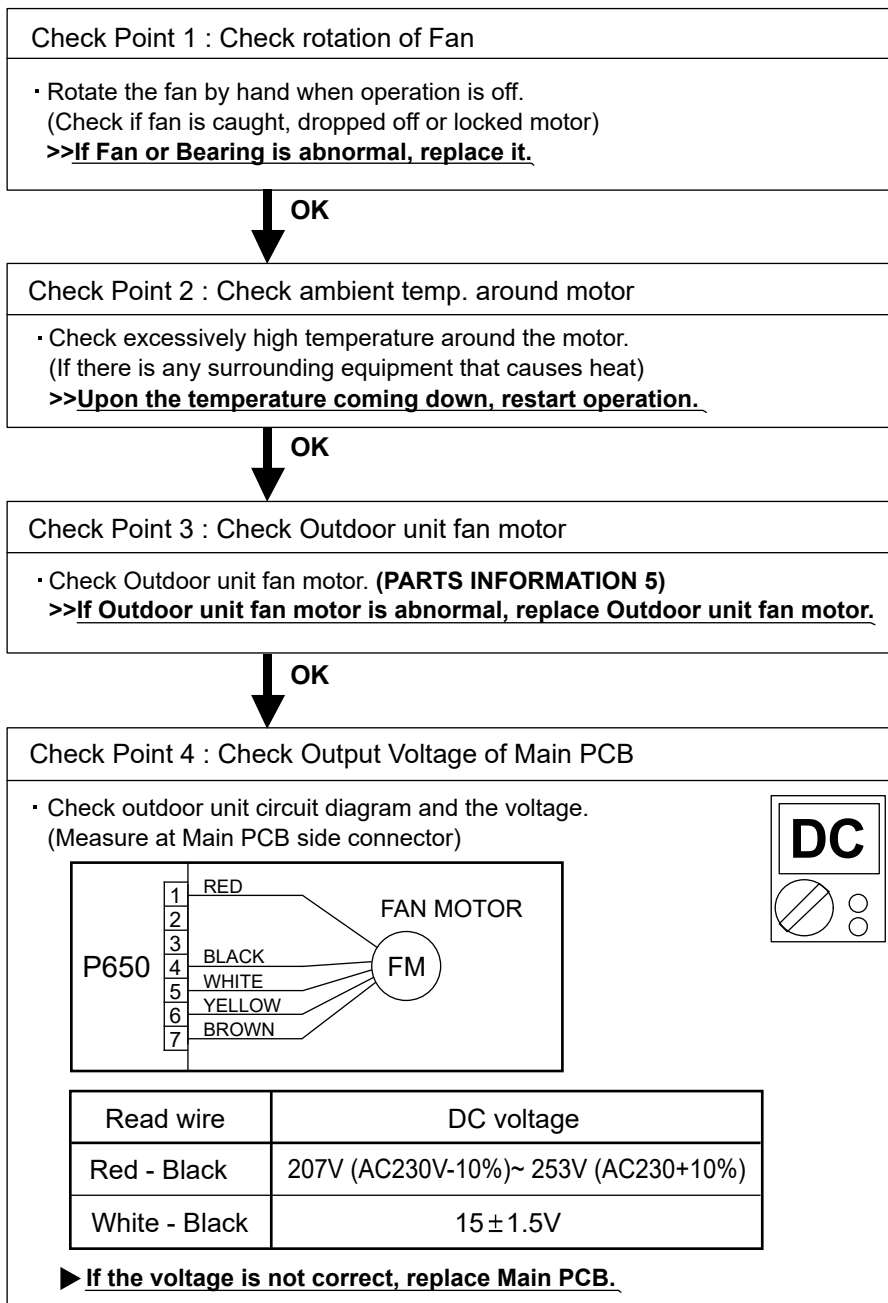 Check Point 1 : Check rotation of Fan
· Rotate the fan by hand when operation is off.
(Check if fan is caught, dropped off or locked motor)
>>If Fan or Bearing is abnormal, replace it.
OK
Check Point 2 : Check ambient temp. around motor
· Check excessively high temperature around the motor.
(If there is any surrounding equipment that causes heat)
>>Upon the temperature coming down, restart operation.
OK
Check Point 3 : Check Outdoor unit fan motor
· Check Outdoor unit fan motor. (PARTS INFORMATION 5)
>>If Outdoor unit fan motor is abnormal, replace Outdoor unit fan motor.
OK
Check Point 4 : Check Output Voltage of Main PCB
· Check outdoor unit circuit diagram and the voltage.
(Measure at Main PCB side connector)
DC
P650
1 RED
2
3
4 BLACK
5 WHITE
6 YELLOW
7 BROWN
FAN MOTOR
FM
Read wire DC voltage
Red - Black 207V (AC230V-10%)~ 253V (AC230+10%)
White - Black 15±1.5V
▶ If the voltage is not correct, replace Main PCB.